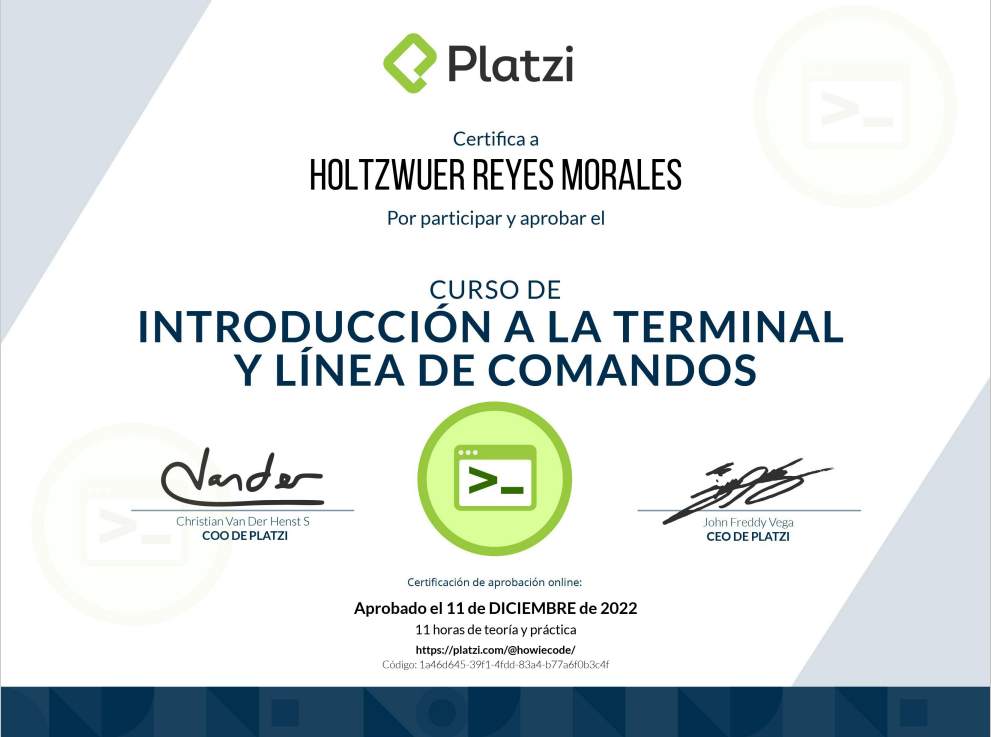 Platzi
Certifica a
HOLTZWUER REYES MORALES
Por participar y aprobar el
CURSO DE
INTRODUCCIÓN A LA TERMINAL
Y LÍNEA DE COMANDOS
Vander
Christian Van Der Henst S
COO DE PLATZI
John Freddy Vega
CEO DE PLATZI
Certificación de aprobación online:
Aprobado el 11 de DICIEMBRE de 2022
11 horas de teoría y práctica
https://platzi.com/@howiecode/
Código: 1a46d645-39f1-4fdd-83a4-b77a6f0b3c4f